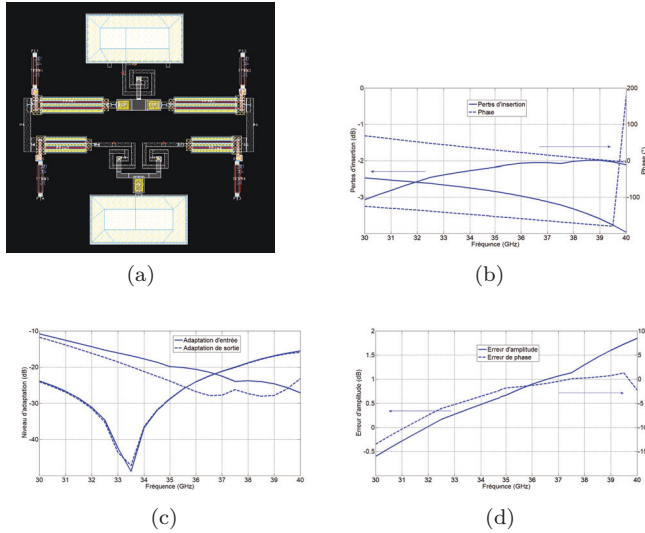 (a)
0
-1
-2
-3
30 31 32 33 34 35 36 37 38 39 40
200
100
0
-100
Pertes d'insertion (dB)
Phase (°)
Fréquence (GHz)
Pertes d'insertion
Phase
(b)
-10
-20
-30
-40
30 31 32 33 34 35 36 37 38 39 40
Niveau d'adaptation (dB)
Fréquence (GHz)
Adaptation d'entrée
Adaptation de sortie
(c)
2
1.5
1
0.5
0
-0.5
30 31 32 33 34 35 36 37 38 39 40
10
5
0
-5
-10
-15
Erreur d'amplitude (dB)
Fréquence (GHz)
Erreur d'amplitude
Erreur de phase
(d)